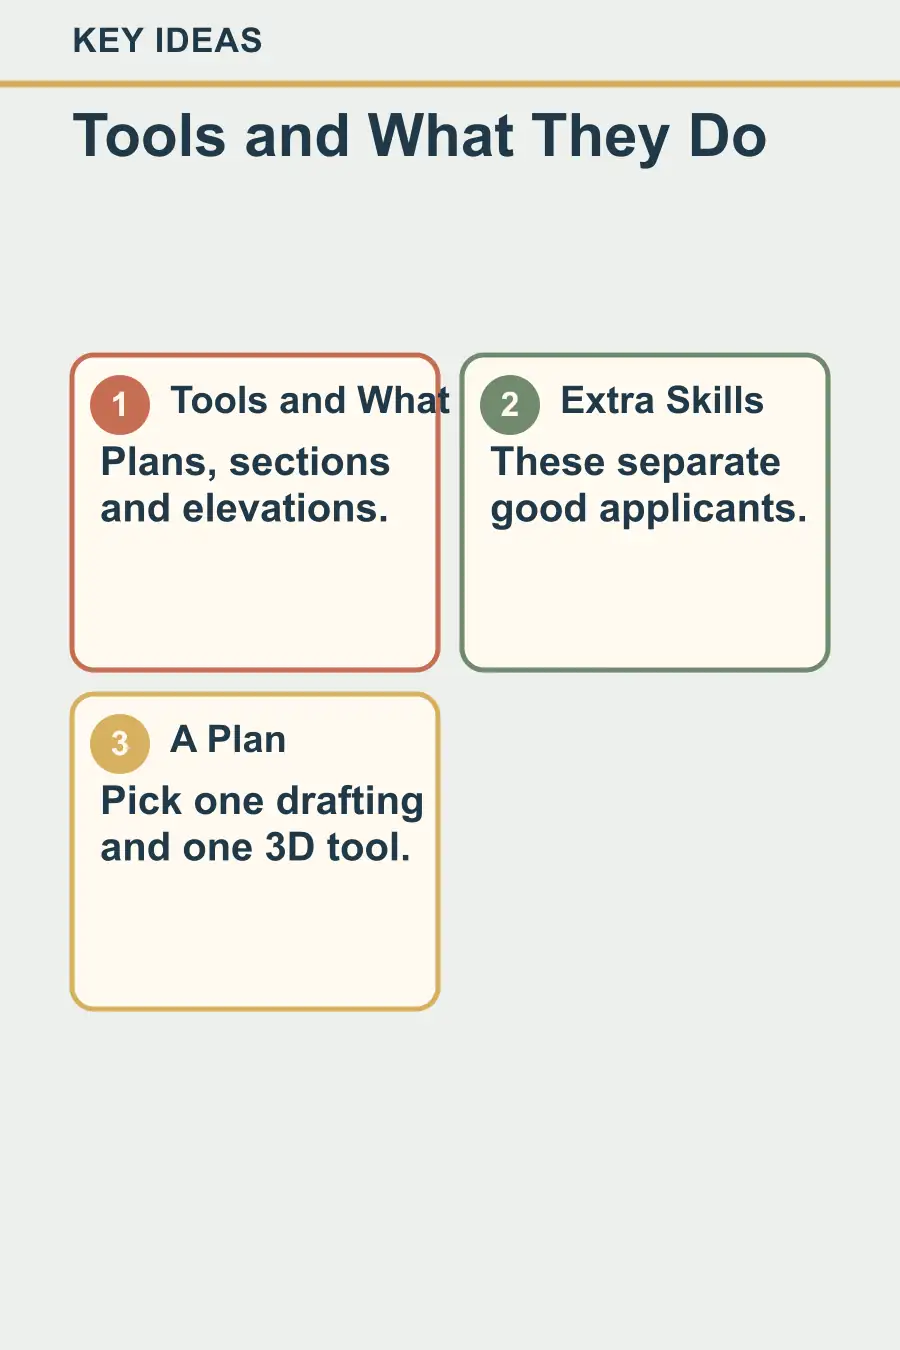 KEY IDEAS
Tools and What They Do
1 Tools and What
Plans, sections
and elevations.
2 Extra Skills
These separate
good applicants.
3 A Plan
Pick one drafting
and one 3D tool.